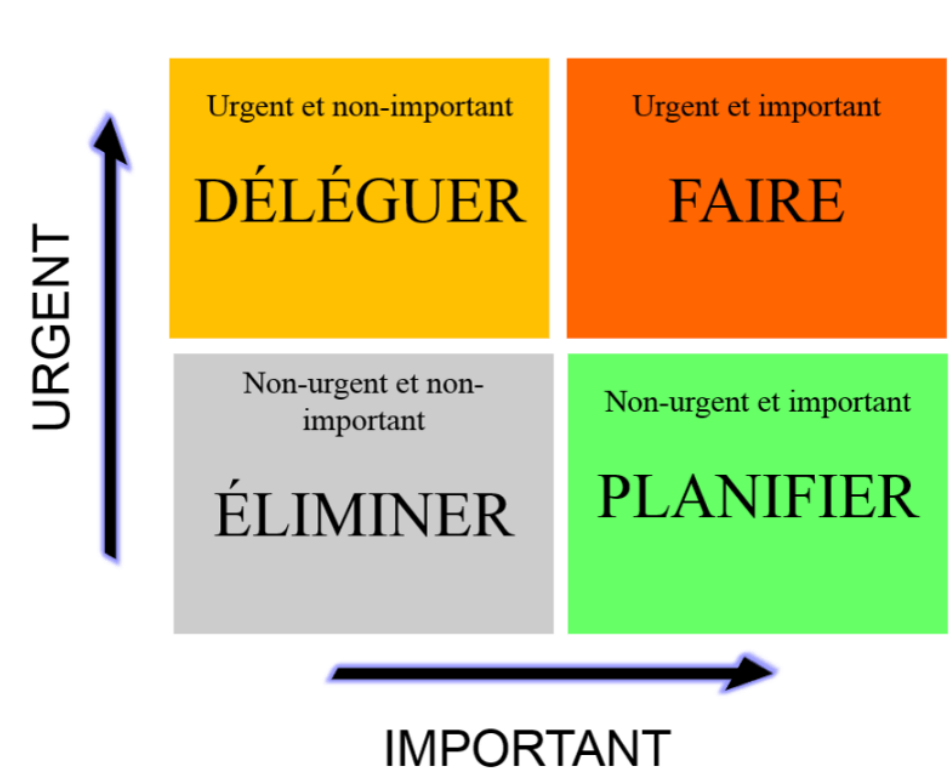 Urgent et non-important
DÉLÉGUER
Urgent et important
FAIRE
Non-urgent et non-
important
ÉLIMINER
Non-urgent et important
PLANIFIER
URGENT
IMPORTANT